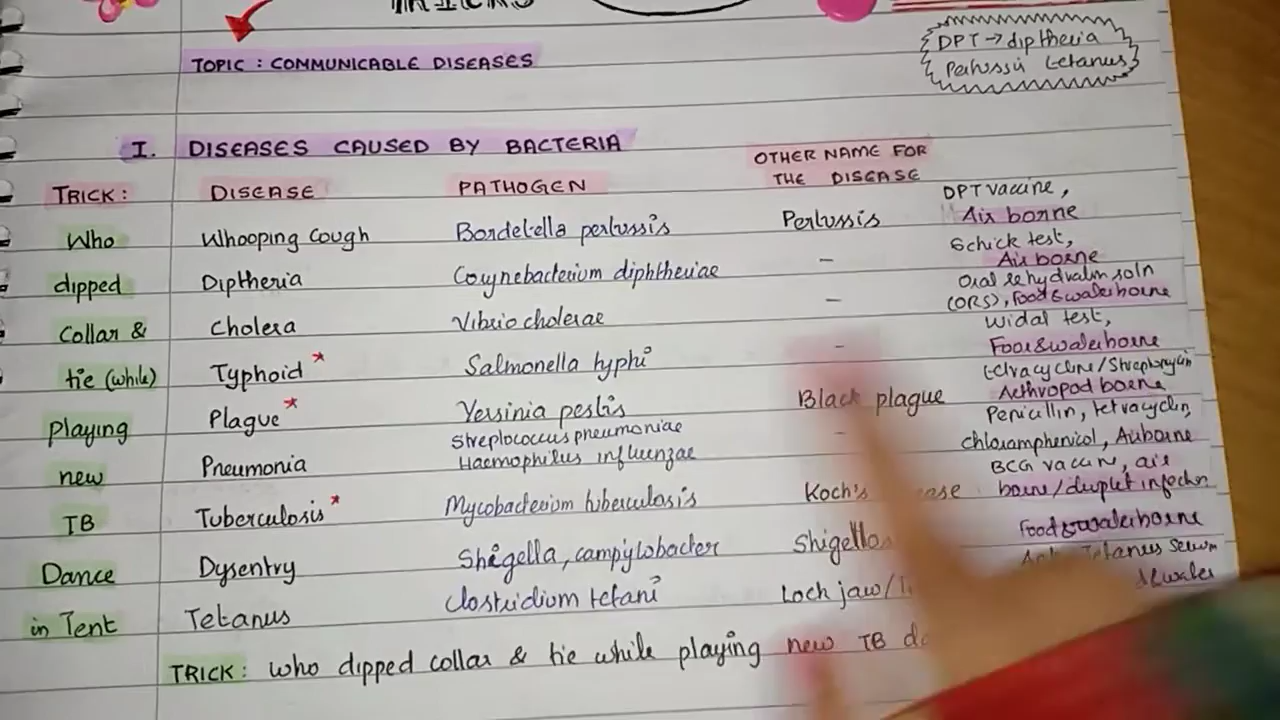 TRICKS
TOPIC : COMMUNICABLE DISEASES
DPT → diptheria
Pertussis tetanus
I. DISEASES CAUSED BY BACTERIA
TRICK : DISEASE PATHOGEN OTHER NAME FOR THE DISEASE
Who Whooping Cough Bordetella pertussis Pertussis DPT vaccine, Air borne
dipped Diptheria Corynebacterium diphtheriae - Schick test, Air borne
Collar & Cholera Vibrio cholerae - Oral rehydration soln (ORS), Food & waterborne
tie (while) Typhoid * Salmonella typhi - Widal test, Food & waterborne
playing Plague * Yersinia pestis Black plague tetracycline/Streptomycin Arthropod borne
new Pneumonia Streptococcus pneumoniae Haemophilus influenzae - Penicillin, tetracyclin, chloramphenicol, Airborne
TB Tuberculosis * Mycobacterium tuberculosis Koch's BCG vaccine, air borne/droplet infectn
Dance Dysentry Shigella, campylobacter Food & waterborne
in Tent Tetanus Clostridium tetani Lock jaw/ Tetanus serum
TRICK : who dipped collar & tie while playing new TB